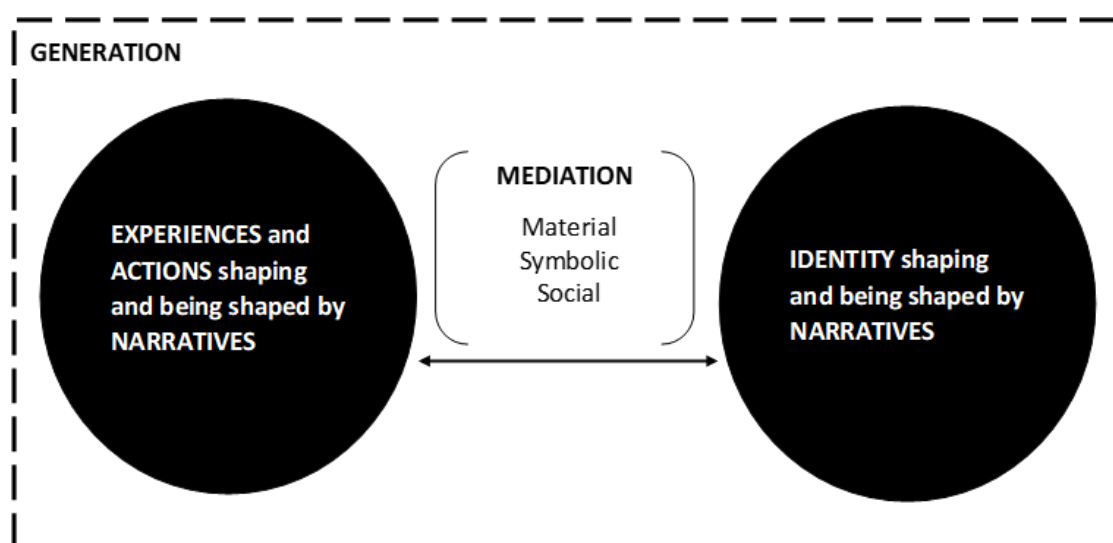 GENERATION
EXPERIENCES and
ACTIONS shaping
and being shaped by
NARRATIVES
MEDIATION
Material
Symbolic
Social
IDENTITY shaping
and being shaped by
NARRATIVES